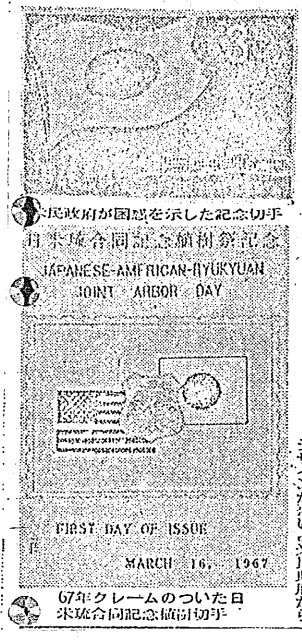 米民政府が困惑を示した記念切手
日米琉合同記念植樹祭記念
JAPANESE-AMERICAN-RYUKYUAN
JOINT ARBOR DAY
FIRST DAY OF ISSUE
MARCH 16, 1967
67年クレームのついた日
米琉合同記念植樹切手